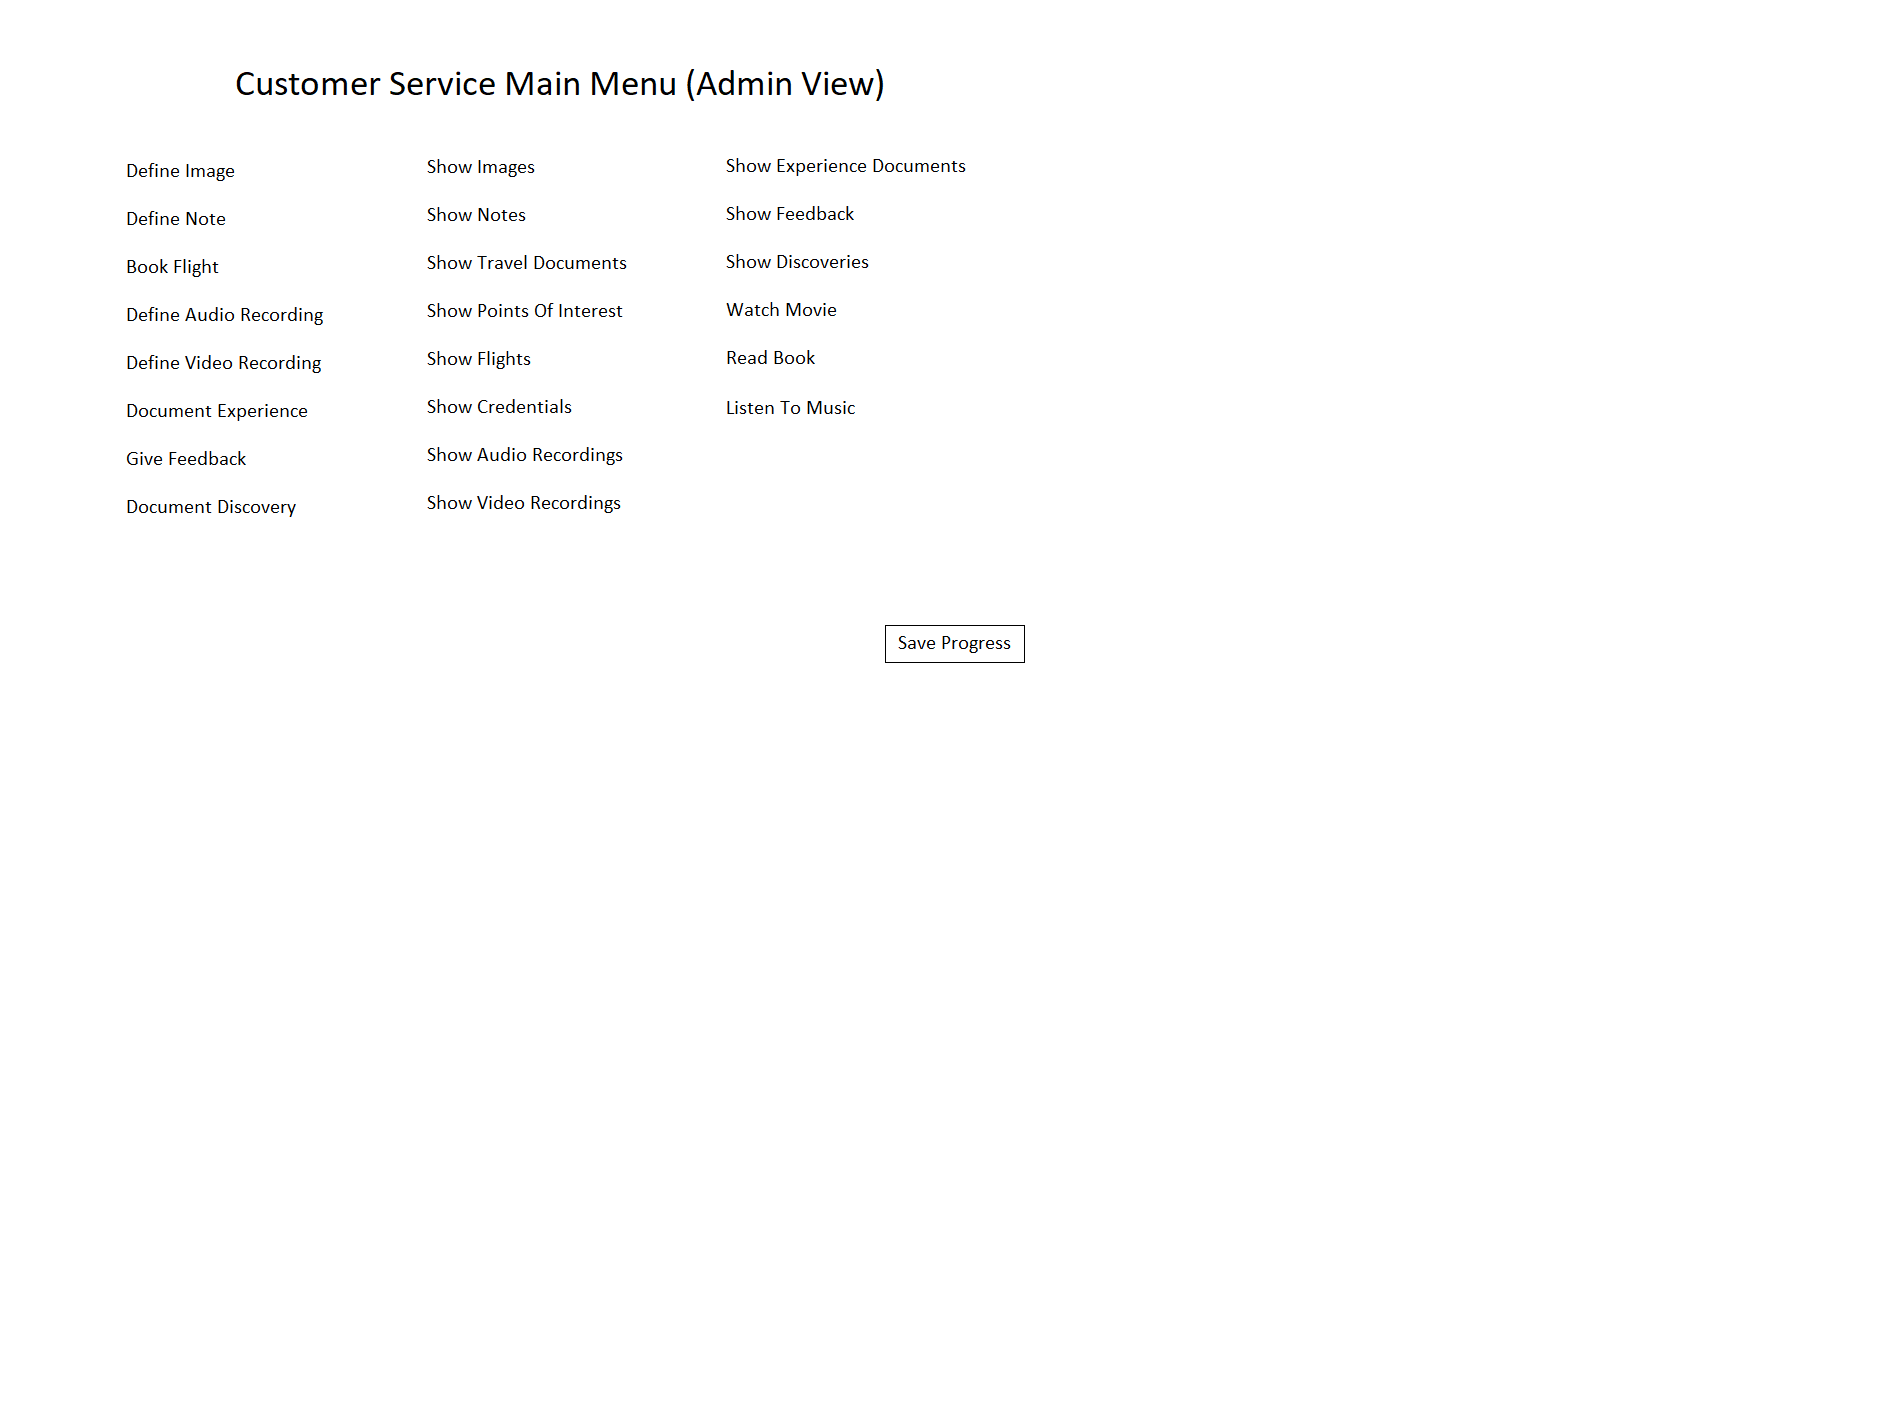 Customer Service Main Menu (Admin View)
Define Image
Define Note
Book Flight
Define Audio Recording
Define Video Recording
Document Experience
Give Feedback
Document Discovery
Show Images
Show Notes
Show Travel Documents
Show Points Of Interest
Show Flights
Show Credentials
Show Audio Recordings
Show Video Recordings
Show Experience Documents
Show Feedback
Show Discoveries
Watch Movie
Read Book
Listen To Music
Save Progress